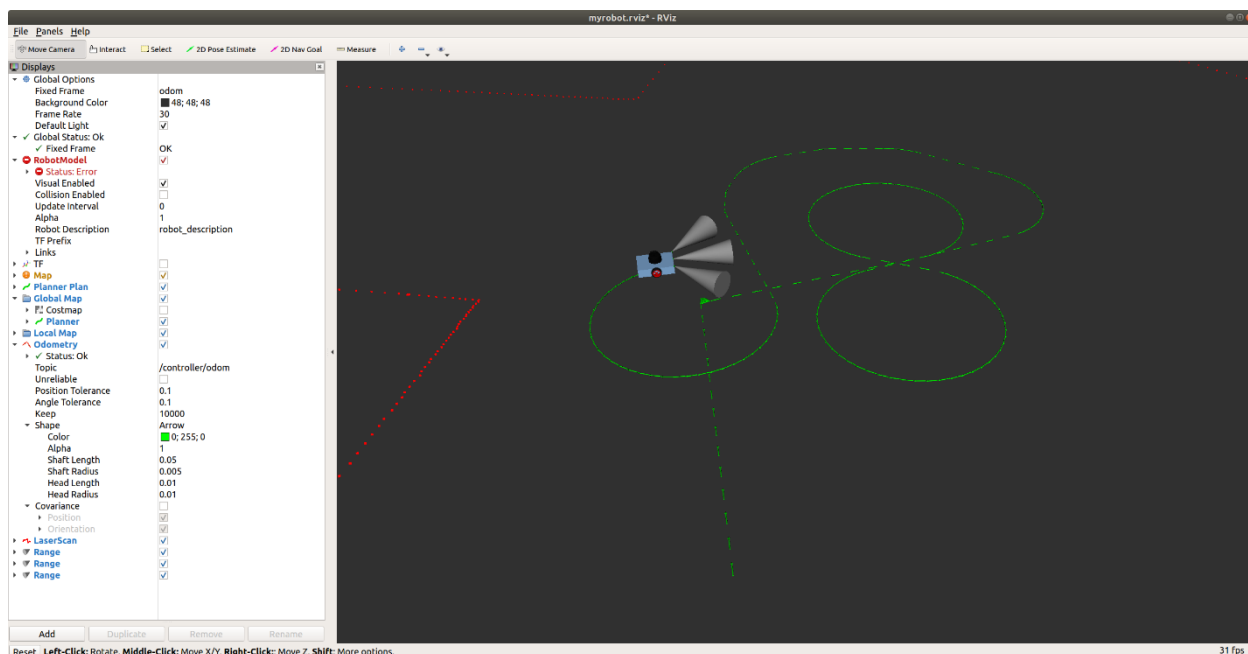 myrobot.rviz* - RViz
File Panels Help
Move Camera Interact Select 2D Pose Estimate 2D Nav Goal Measure
Displays
Global Options
Fixed Frame odom
Background Color 48; 48; 48
Frame Rate 30
Default Light
Global Status: Ok
Fixed Frame OK
RobotModel
Status: Error
Visual Enabled
Collision Enabled
Update Interval 0
Alpha 1
Robot Description robot_description
TF Prefix
Links
TF
Map
Planner Plan
Global Map
Costmap
Planner
Local Map
Odometry
Status: Ok
Topic /controller/odom
Unreliable
Position Tolerance 0.1
Angle Tolerance 0.1
Keep 10000
Shape Arrow
Color 0; 255; 0
Alpha 1
Shaft Length 0.05
Shaft Radius 0.005
Head Length 0.01
Head Radius 0.01
Covariance
Position
Orientation
LaserScan
Range
Range
Range
Add Duplicate Remove Rename
Reset Left-Click: Rotate. Middle-Click: Move X/Y. Right-Click:: Move Z. Shift: More options. 31 fps